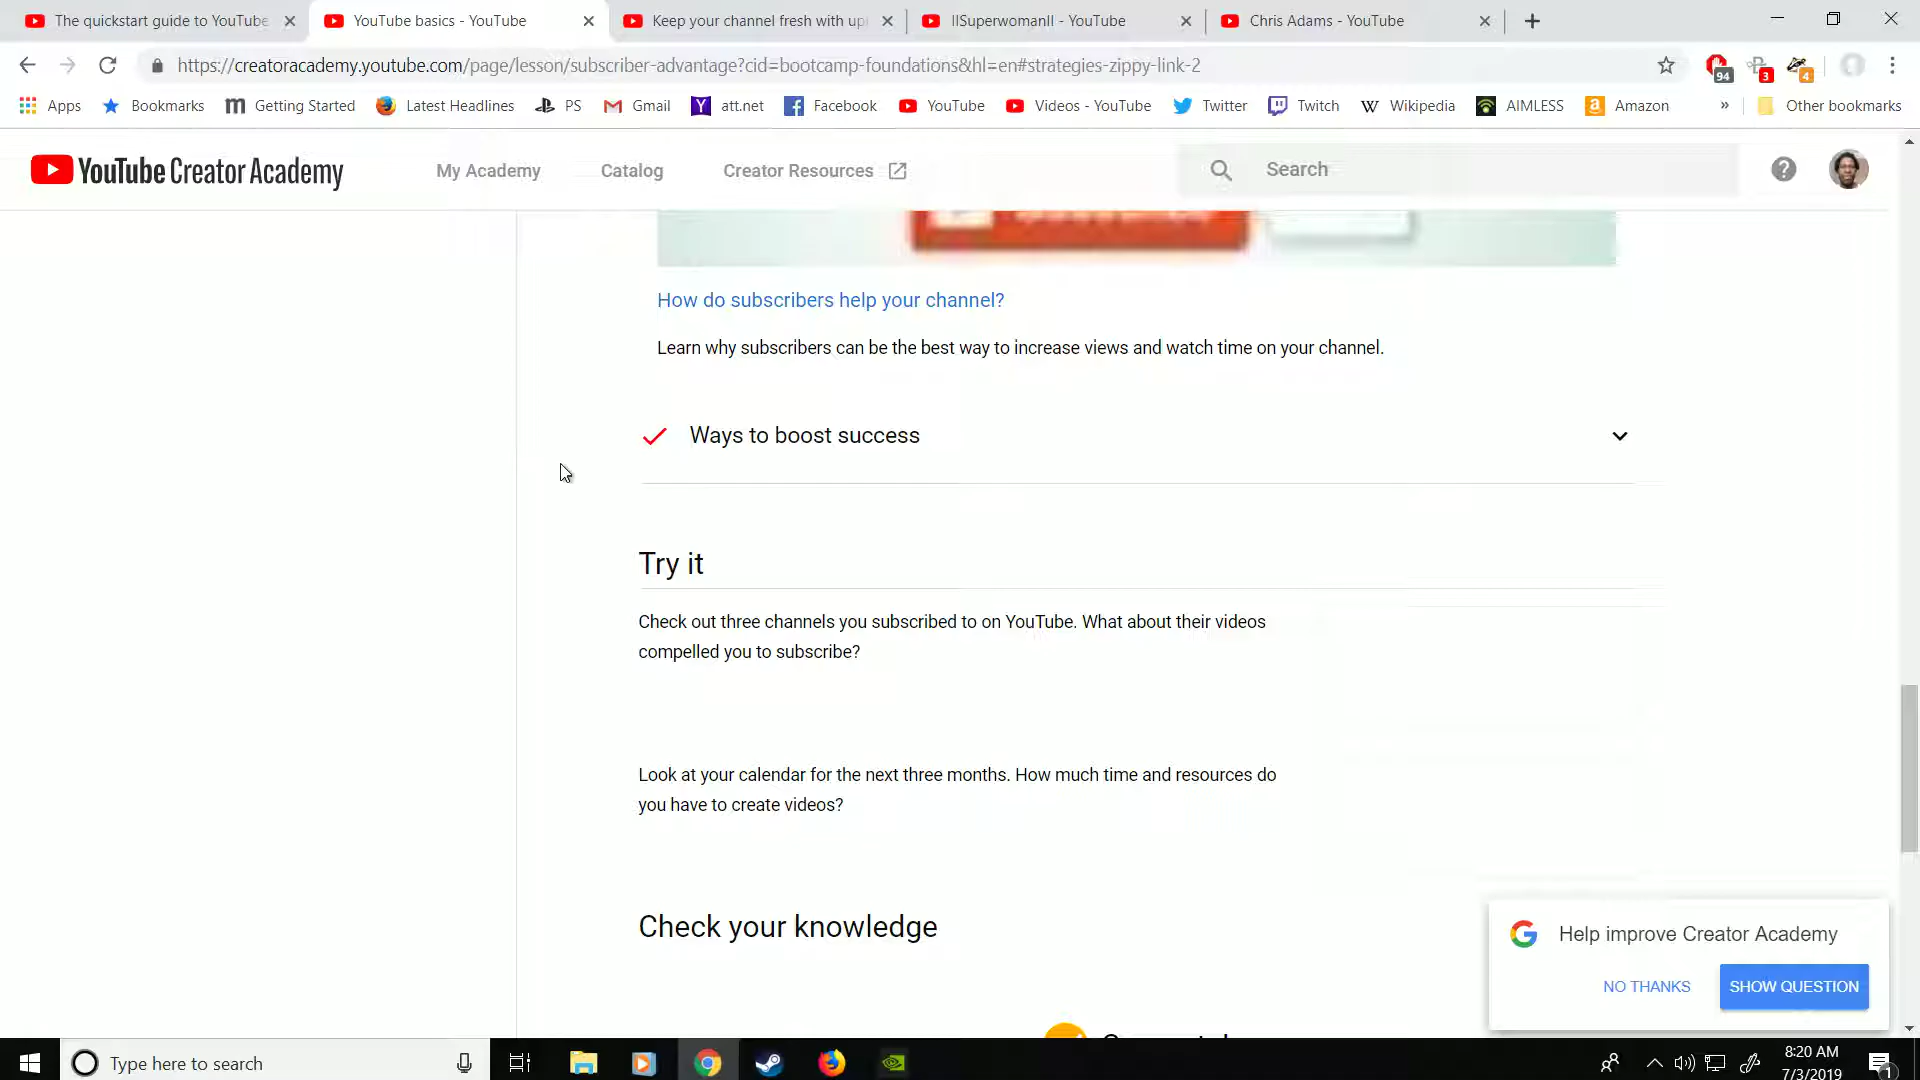 The quickstart guide to YouTube
YouTube basics - YouTube
Keep your channel fresh with up
IISuperwomanII - YouTube
Chris Adams - YouTube
https://creatoracademy.youtube.com/page/lesson/subscriber-advantage?cid=bootcamp-foundations&hl=en#strategies-zippy-link-2
94
3
4
Apps
Bookmarks
Getting Started
Latest Headlines
PS
Gmail
att.net
Facebook
YouTube
Videos - YouTube
Twitter
Twitch
Wikipedia
AIMLESS
Amazon
»
Other bookmarks
YouTube Creator Academy
My Academy
Catalog
Creator Resources
Search
How do subscribers help your channel?
Learn why subscribers can be the best way to increase views and watch time on your channel.
Ways to boost success
Try it
Check out three channels you subscribed to on YouTube. What about their videos
compelled you to subscribe?
Look at your calendar for the next three months. How much time and resources do
you have to create videos?
Check your knowledge
Help improve Creator Academy
NO THANKS
SHOW QUESTION
Type here to search
8:20 AM
7/3/2019
1